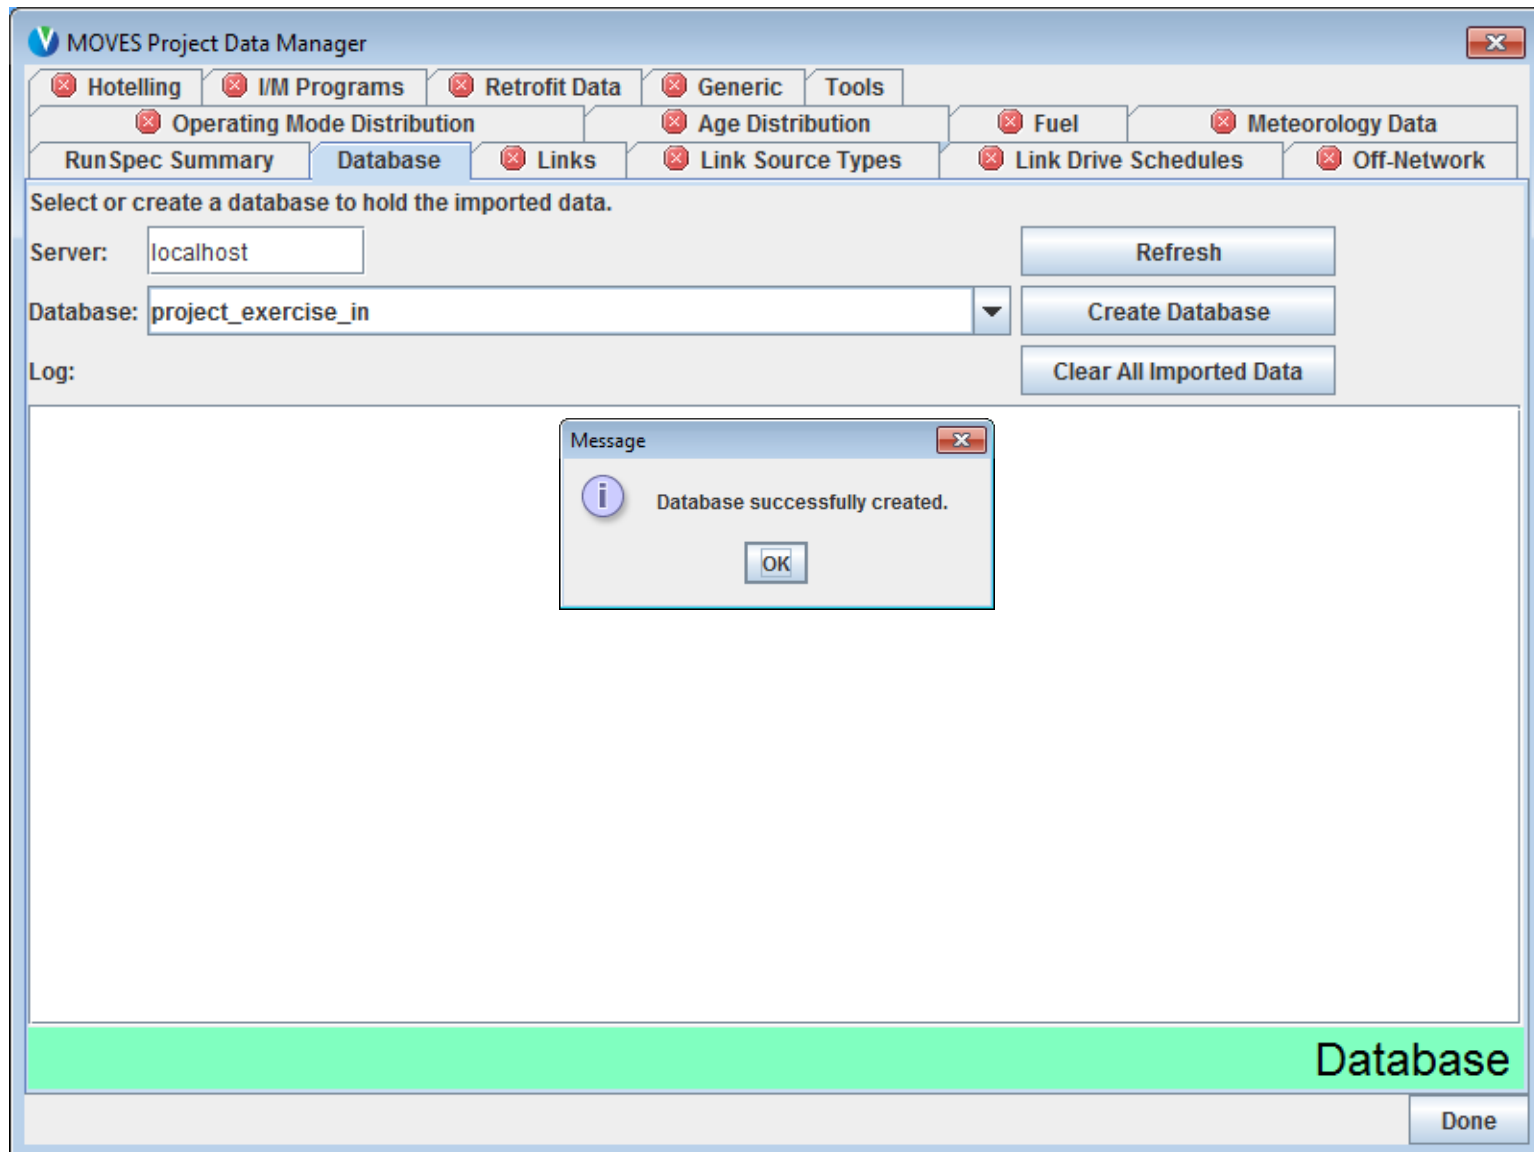 MOVES Project Data Manager
Hotelling I/M Programs Retrofit Data Generic Tools
Operating Mode Distribution Age Distribution Fuel Meteorology Data
RunSpec Summary Database Links Link Source Types Link Drive Schedules Off-Network
Select or create a database to hold the imported data.
Server: localhost Refresh
Database: project_exercise_in Create Database
Log: Clear All Imported Data
Message
Database successfully created.
OK
Database
Done